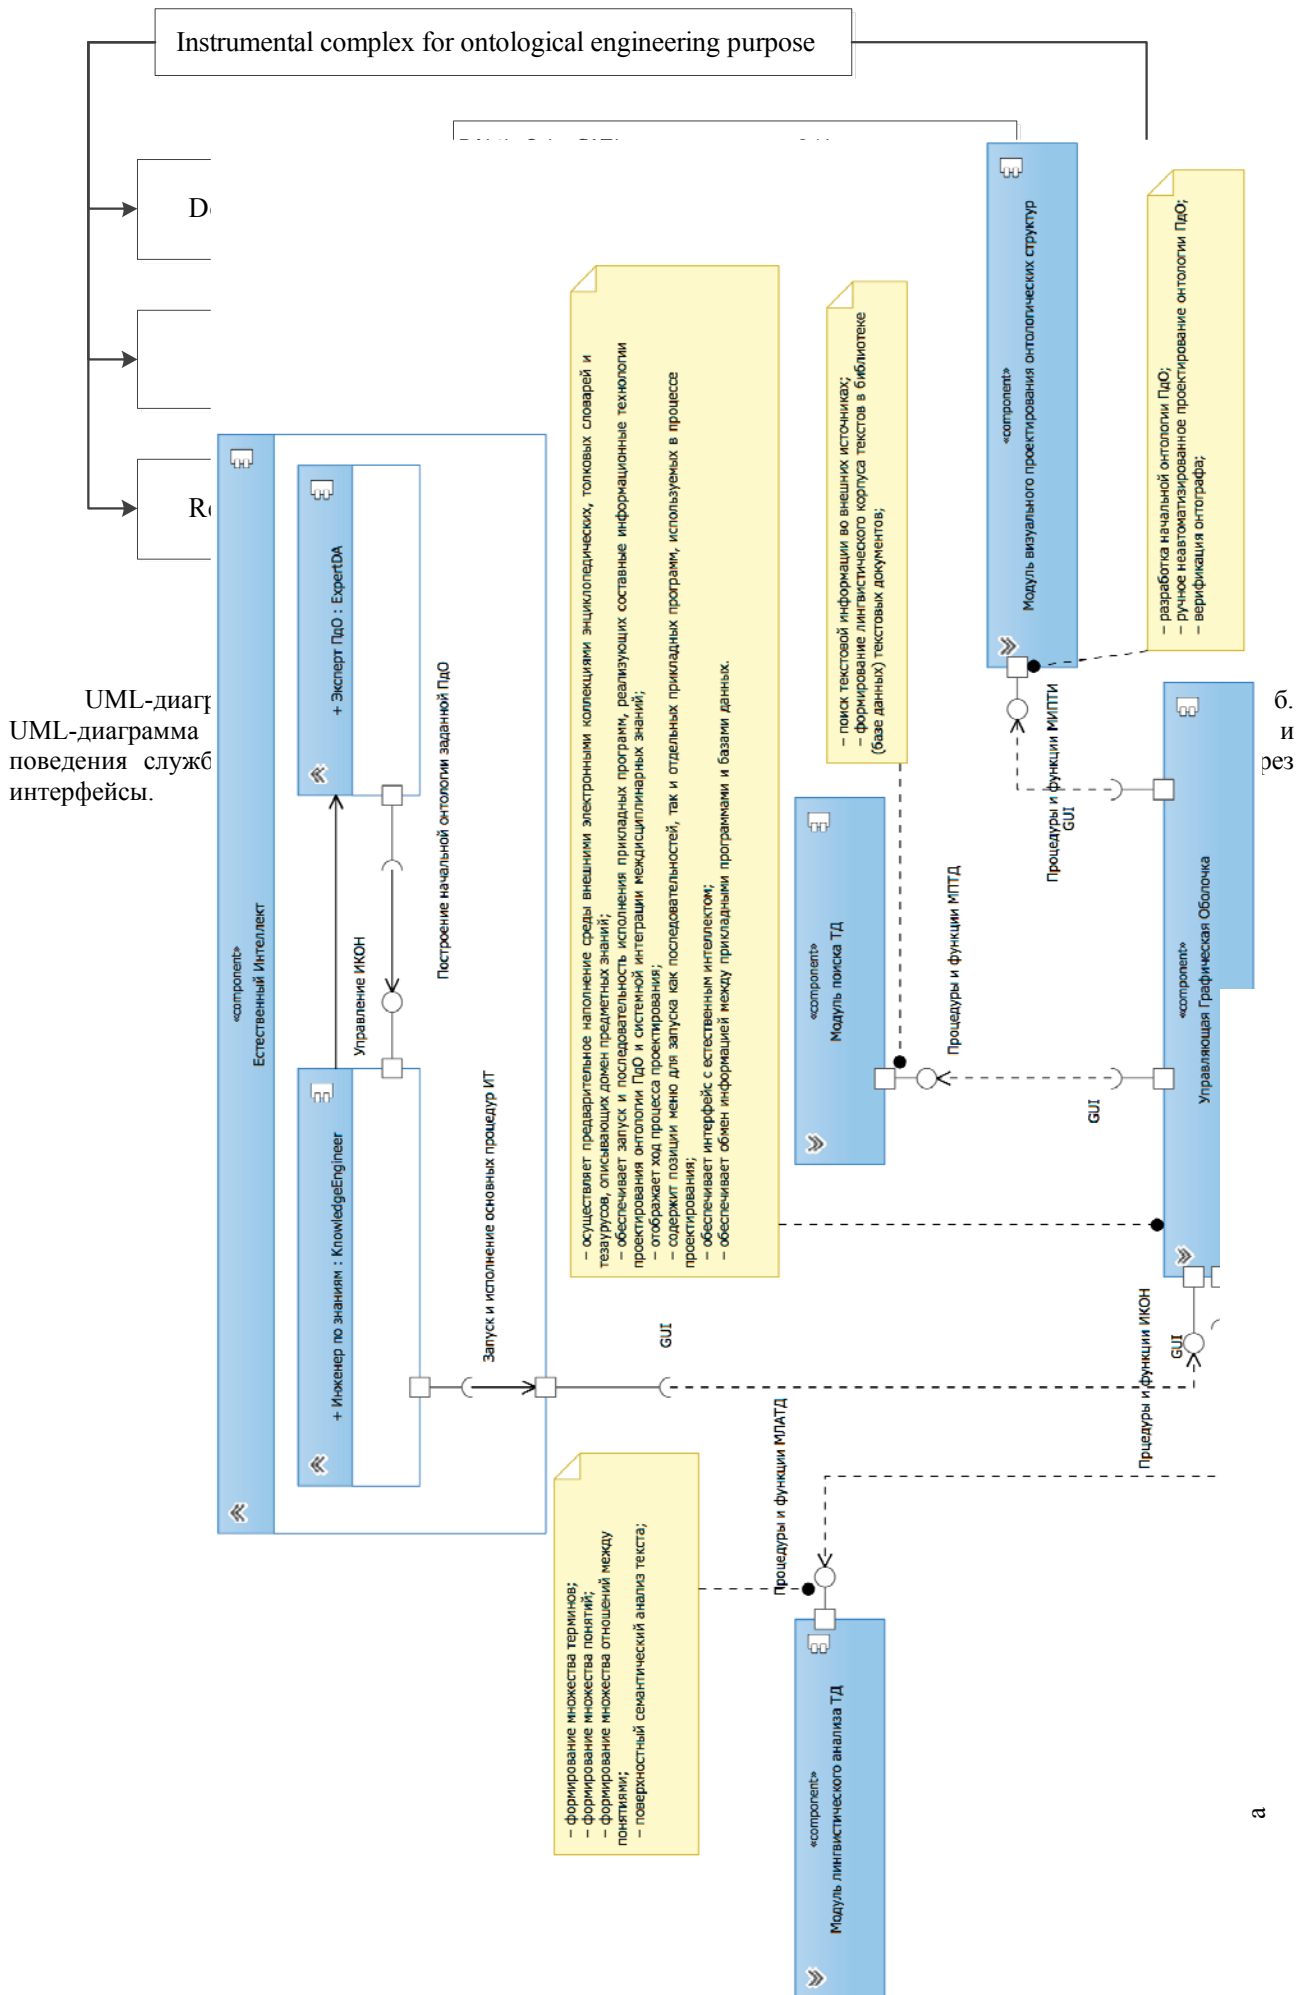 Instrumental complex for ontological engineering purpose
UML-диагр
б.
UML-диаграмма
и
поведения служб
рез
интерфейсы.
«component»
Естественный Интеллект
+ Эксперт ПдО : ExpertDA
Управление ИКОН
Построение начальной онтологии заданной ПдО
+ Инженер по знаниям : KnowledgeEngineer
Запуск и исполнение основных процедур ИТ
GUI
– осуществляет предварительное наполнение среды внешними электронными коллекциями энциклопедических, толковых словарей и
тезаурусов, описывающих домен предметных знаний;
– обеспечивает запуск и последовательность исполнения прикладных программ, реализующих составные информационные технологии
проектирования онтологии ПдО и системной интеграции междисциплинарных знаний;
– отображает ход процесса проектирования;
– содержит позиции меню для запуска как последовательностей, так и отдельных прикладных программ, используемых в процессе
проектирования;
– обеспечивает интерфейс с естественным интеллектом;
– обеспечивает обмен информацией между прикладными программами и базами данных.
– формирование множества терминов;
– формирование множества понятий;
– формирование множества отношений между
понятиями;
– поверхностный семантический анализ текста;
Процедуры и функции МЛАТД
«component»
Модуль лингвистического анализа ТД
– поиск текстовой информации во внешних источниках;
– формирование лингвистического корпуса текстов в библиотеке
(базе данных) текстовых документов;
«component»
Модуль поиска ТД
Процедуры и функции МПТД
GUI
«component»
Модуль визуального проектирования онтологических структур
Процедуры и функции МИПТИ
GUI
– разработка начальной онтологии ПдО;
– ручное неавтоматизированное проектирование онтологии ПдО;
– верификация онтографа;
«component»
Управляющая Графическая Оболочка
Прцедуры и функции ИКОН
GUI
а